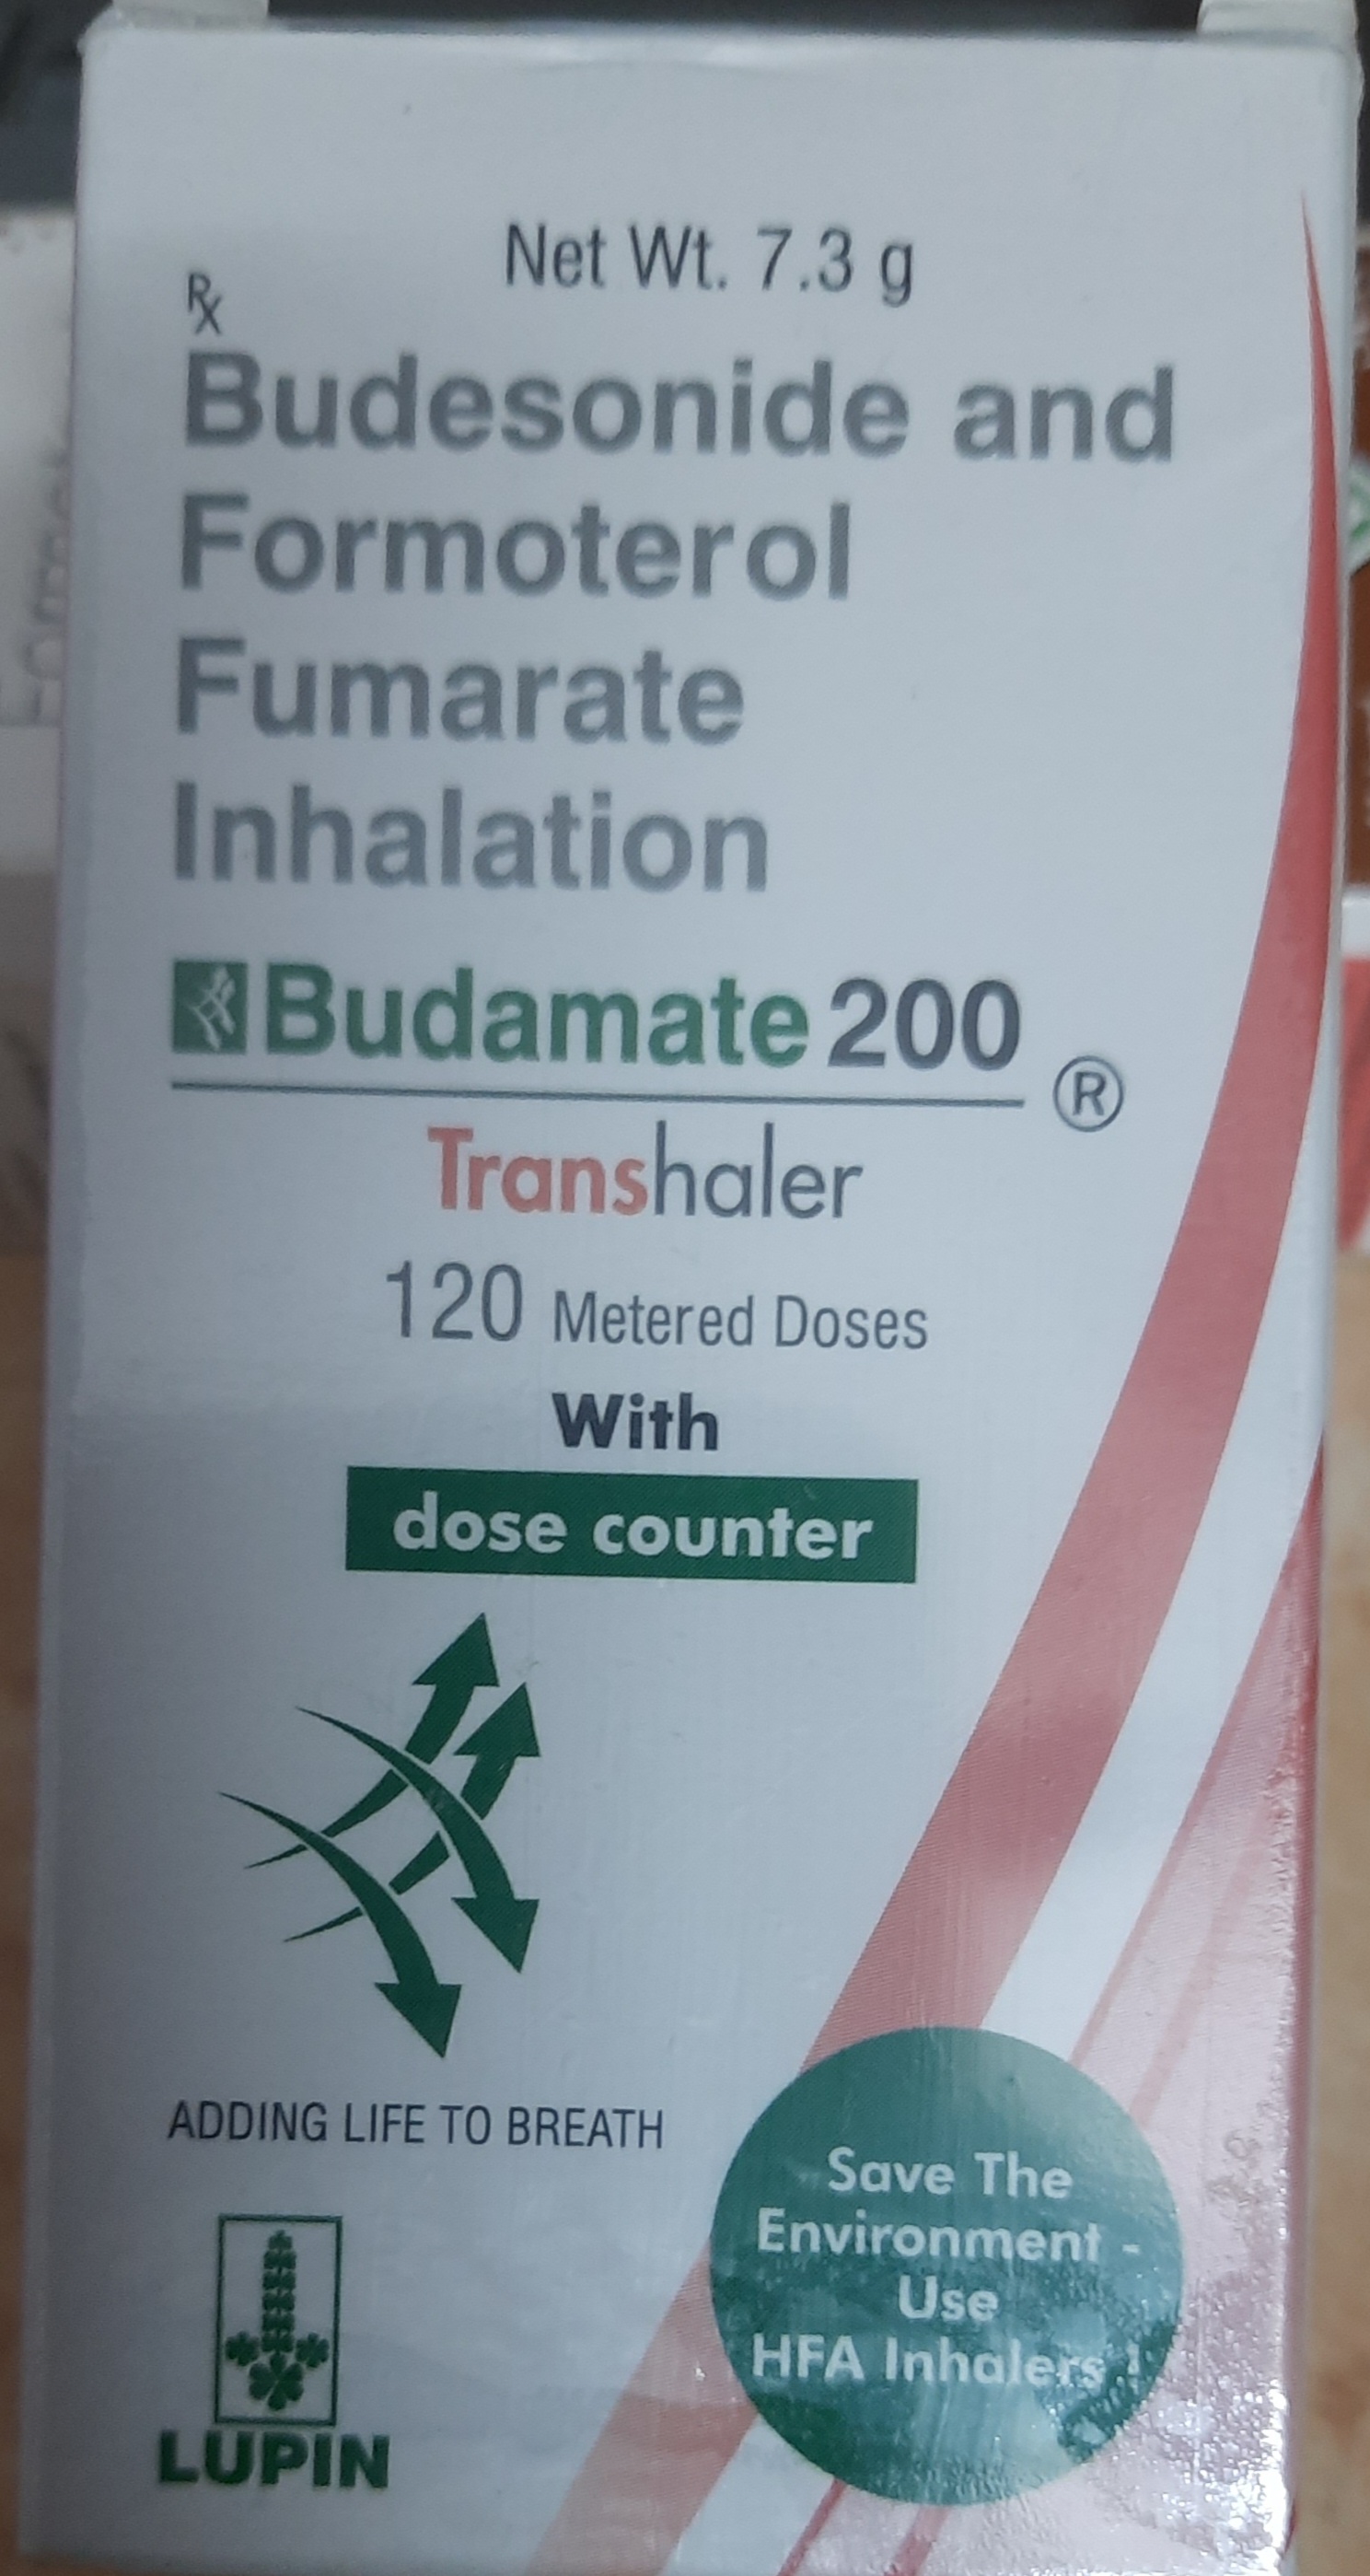 Net Wt. 7.3 g
Rx
Budesonide and
Formoterol
Fumarate
Inhalation
Budamate 200
®
Transhaler
120 Metered Doses
With
dose counter
ADDING LIFE TO BREATH
Save The
Environment -
Use
HFA Inhalers !
LUPIN